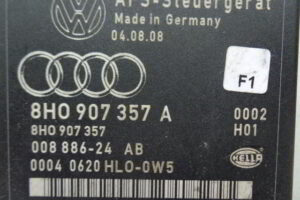 AFS-Steuergerät
Made in Germany
04.08.08
F1
8H0 907 357 A 0002
8H0 907 357 H01
008 886-24 AB
0004 0620 HLO-0W5
HELLA